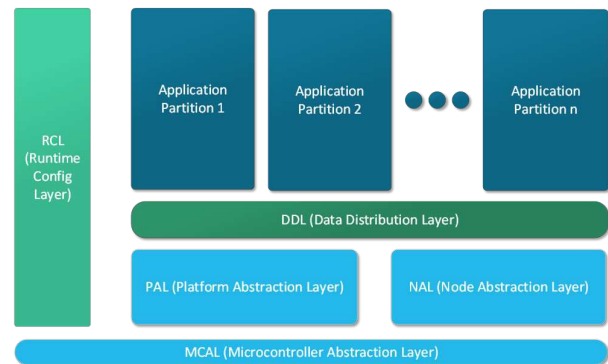 RCL
(Runtime
Config
Layer)
Application
Partition 1
Application
Partition 2
Application
Partition n
DDL (Data Distribution Layer)
PAL (Platform Abstraction Layer)
NAL (Node Abstraction Layer)
MCAL (Microcontroller Abstraction Layer)